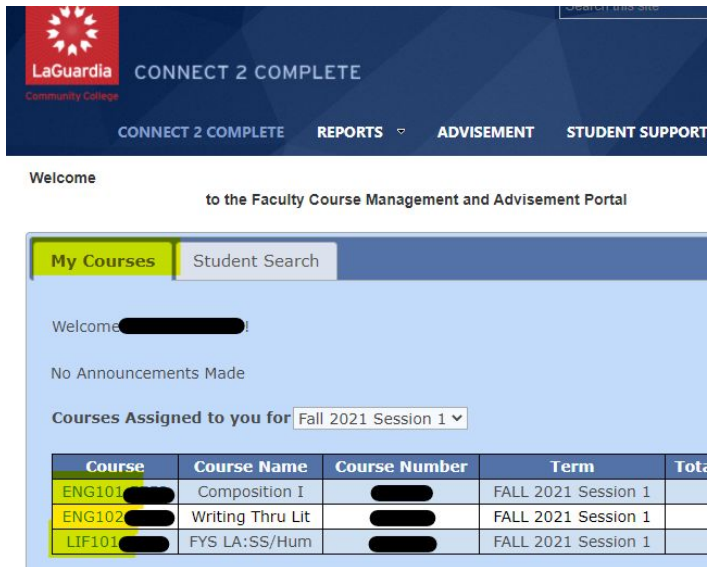 Search this site
LaGuardia
Community College
CONNECT 2 COMPLETE
CONNECT 2 COMPLETE REPORTS ADVISEMENT STUDENT SUPPORT
Welcome
to the Faculty Course Management and Advisement Portal
My Courses Student Search
Welcome !
No Announcements Made
Courses Assigned to you for Fall 2021 Session 1
Course Course Name Course Number Term
ENG101 Composition I FALL 2021 Session 1
ENG102 Writing Thru Lit FALL 2021 Session 1
LIF101 FYS LA:SS/Hum FALL 2021 Session 1